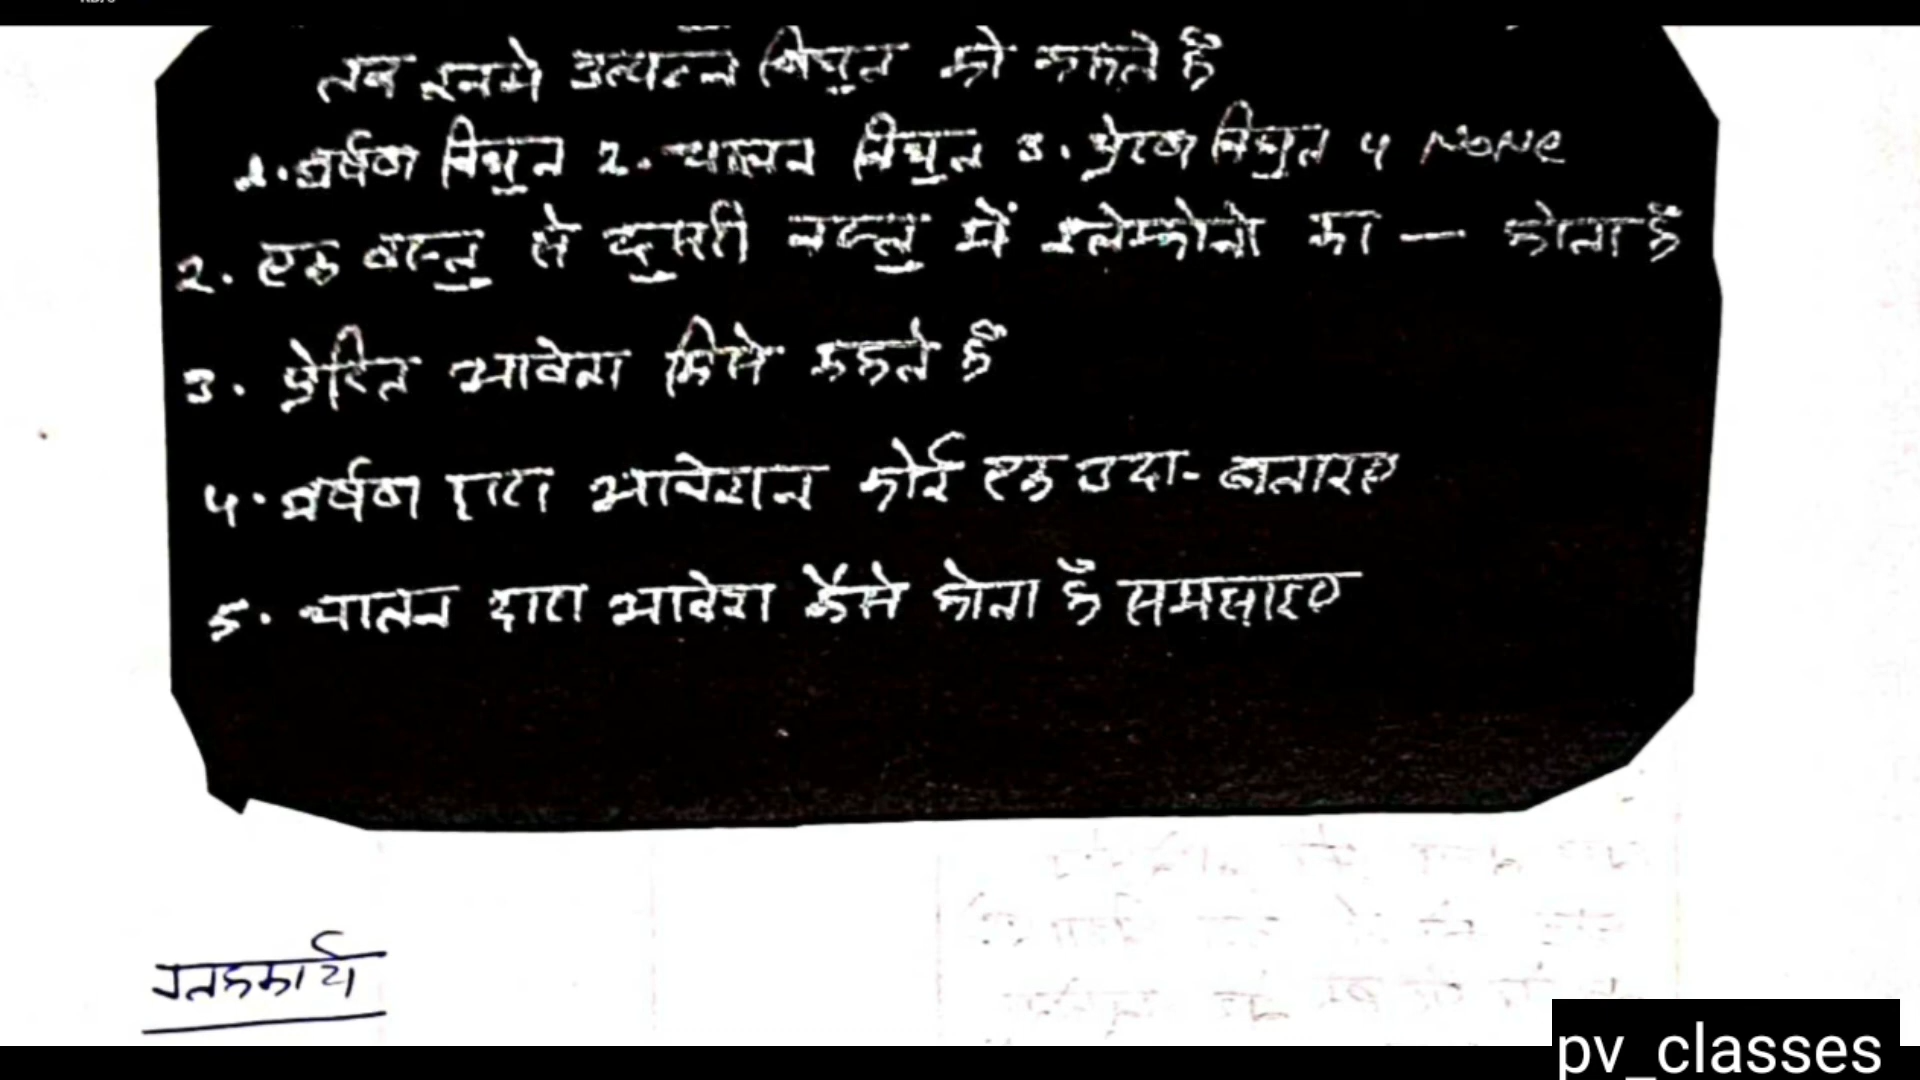 तब इनमे उत्पन्न विघुत को कहते हैं
1. घर्षण विघुत 2. चालन विघुत 3. प्रेरण विघुत 4 None
2. एक वस्तु से दुसरी वस्तु में इलेक्ट्रोनो का — होता है
3. प्रेरित आवेश किसे कहते हैं
4. घर्षण द्वारा आवेशन कोई एक उदा- बताइए
5. चालन द्वारा आवेश कैसे होता है समझाइए
गृहकार्य
pv_classes